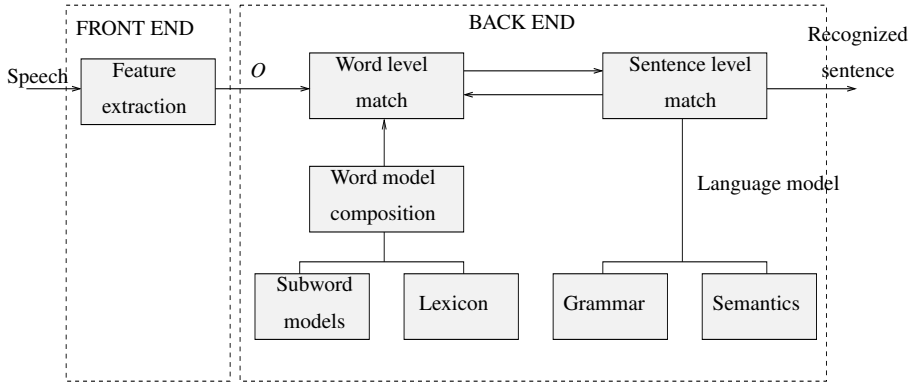 FRONT END
BACK END
Speech
Feature
extraction
O
Word level
match
Sentence level
match
Recognized
sentence
Word model
composition
Language model
Subword
models
Lexicon
Grammar
Semantics